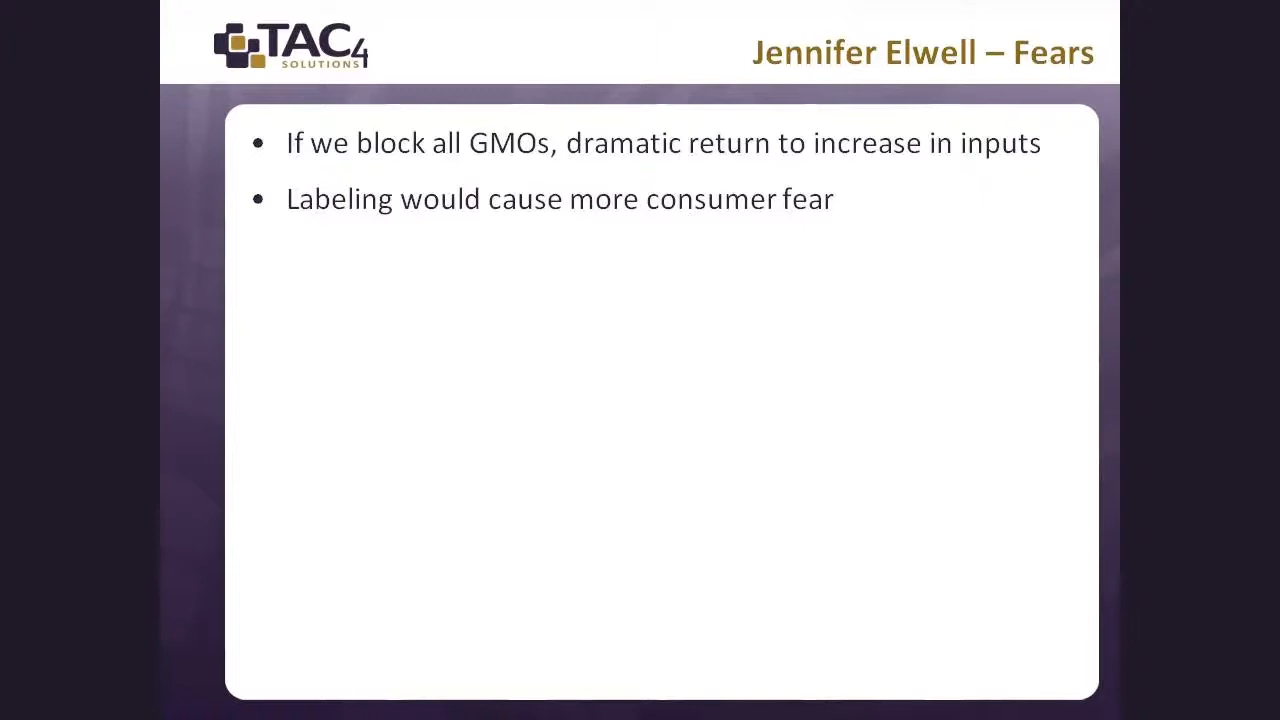 TAC4
SOLUTIONS
Jennifer Elwell – Fears
• If we block all GMOs, dramatic return to increase in inputs
• Labeling would cause more consumer fear